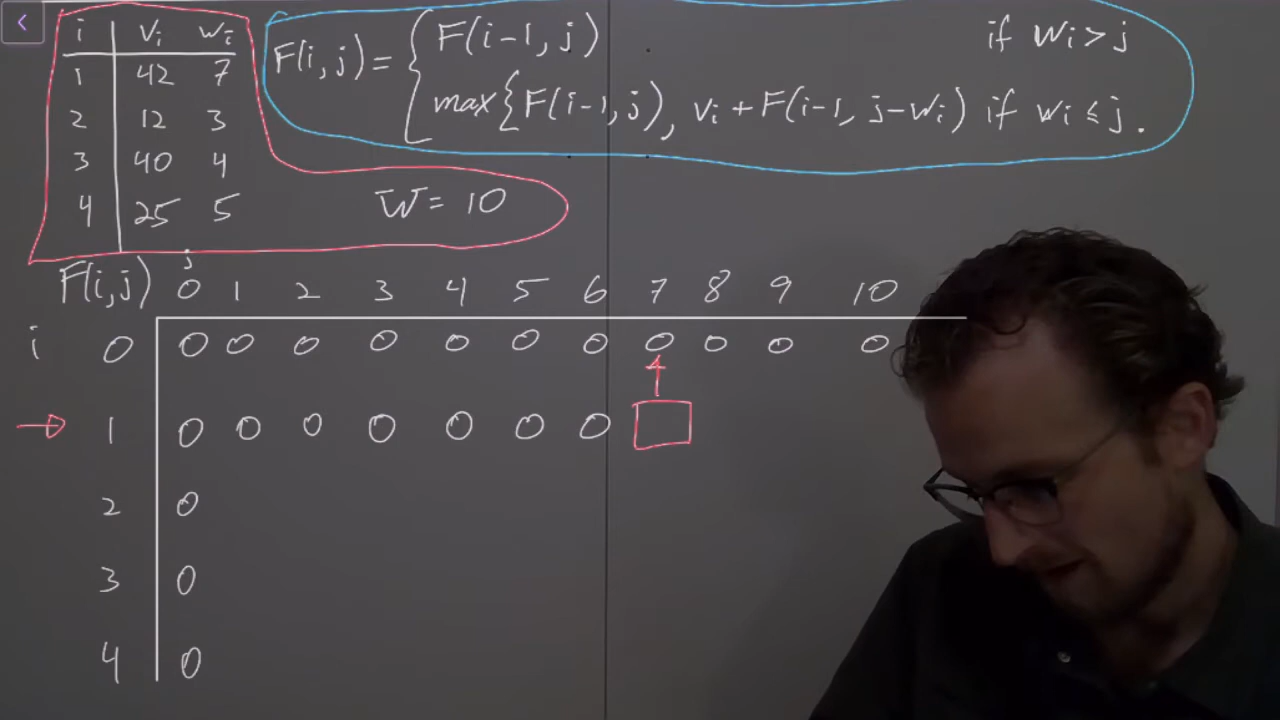 i vᵢ wᵢ
1 42 7
2 12 3
3 40 4
4 25 5
W = 10
F(i,j) = { F(i-1, j) if wᵢ > j
max{F(i-1, j), vᵢ + F(i-1, j-wᵢ) if wᵢ ≤ j.
j
F(i,j) 0 1 2 3 4 5 6 7 8 9 10
i 0 0 0 0 0 0 0 0 0 0 0 0
→ 1 0 0 0 0 0 0 0
2 0
3 0
4 0